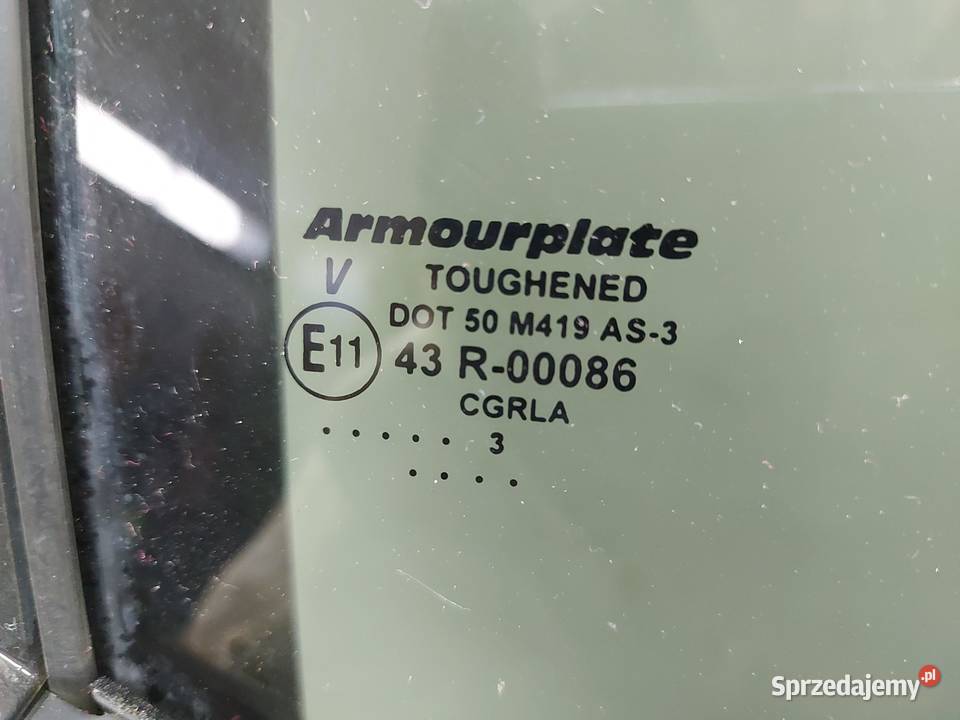 Armourplate
V TOUGHENED
DOT 50 M419 AS-3
E11 43 R-00086
CGRLA
. . . . . 3
. . . .
Sprzedajemy.pl